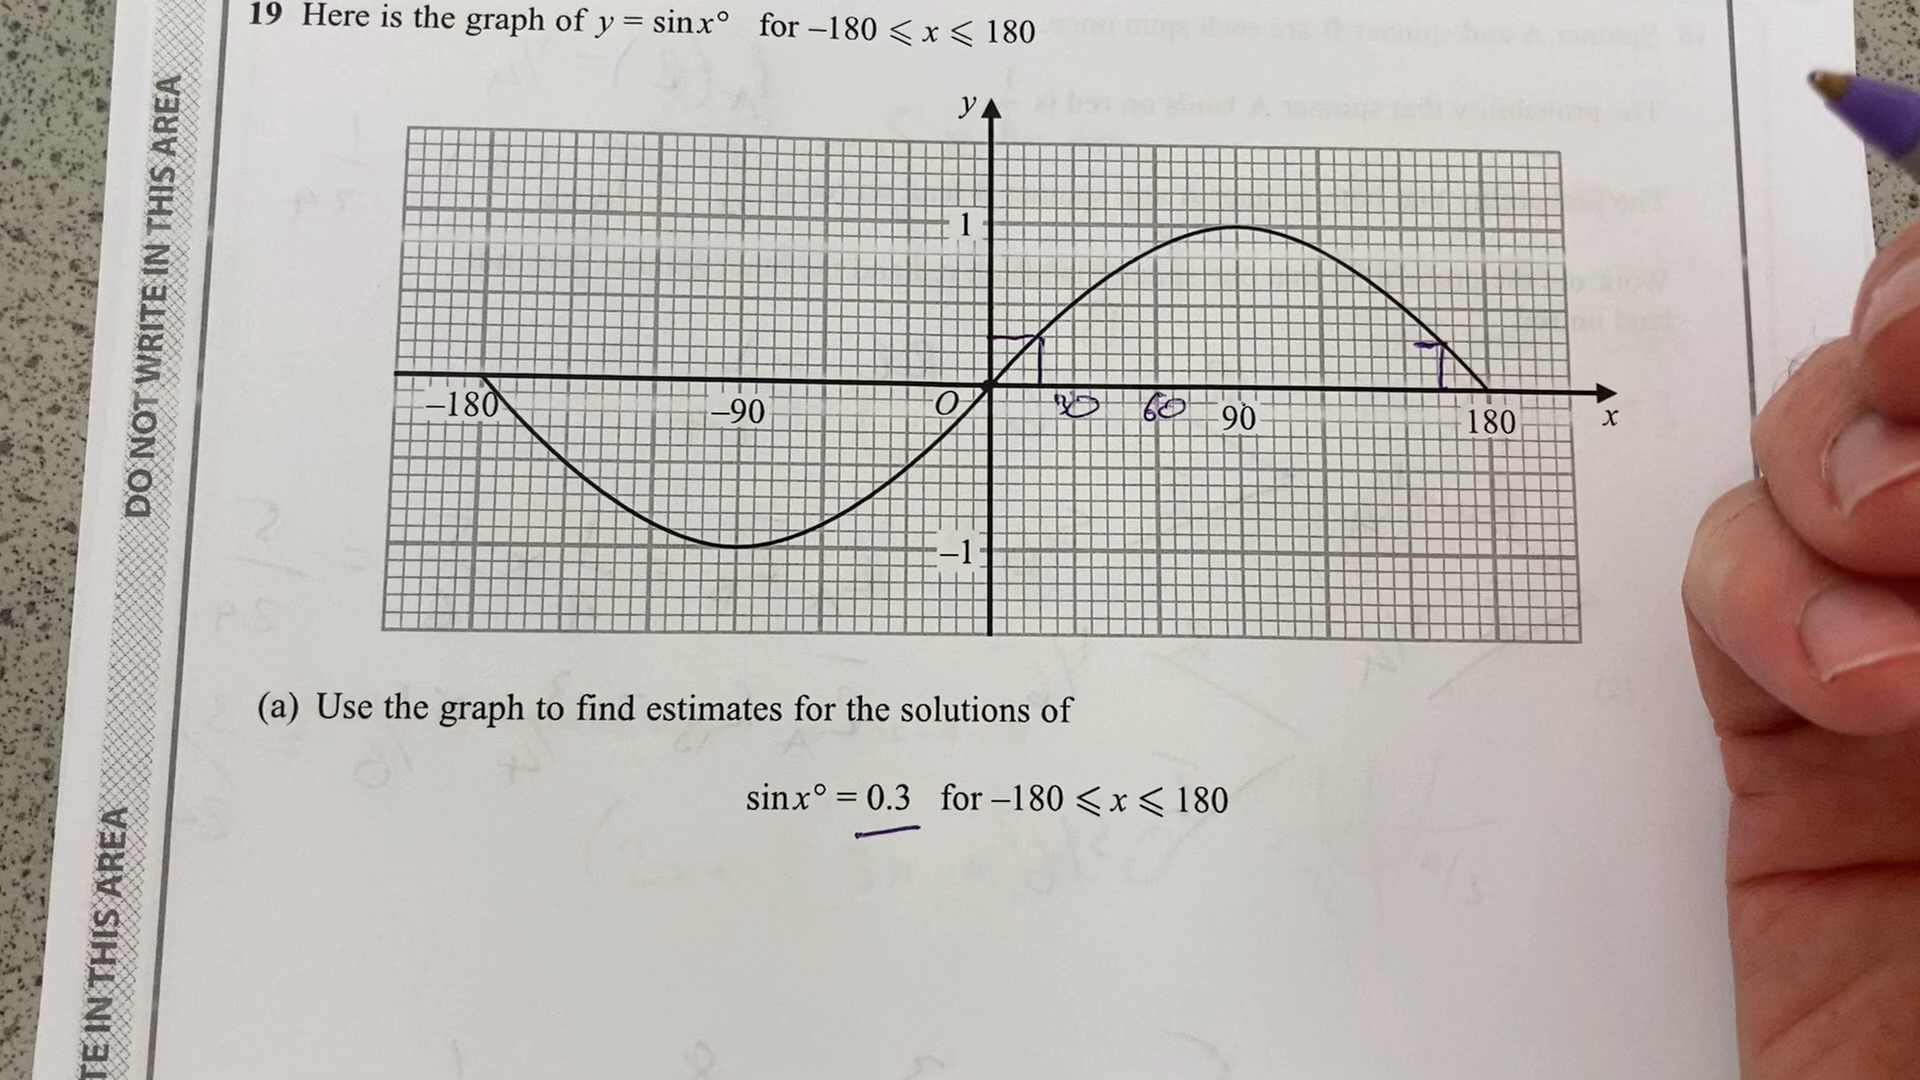 19 Here is the graph of y = sin x° for –180 ⩽ x ⩽ 180
DO NOT WRITE IN THIS AREA
y
1
–180
–90
O
30
60
90
180
x
–1
(a) Use the graph to find estimates for the solutions of
sin x° = 0.3 for –180 ⩽ x ⩽ 180
TE IN THIS AREA